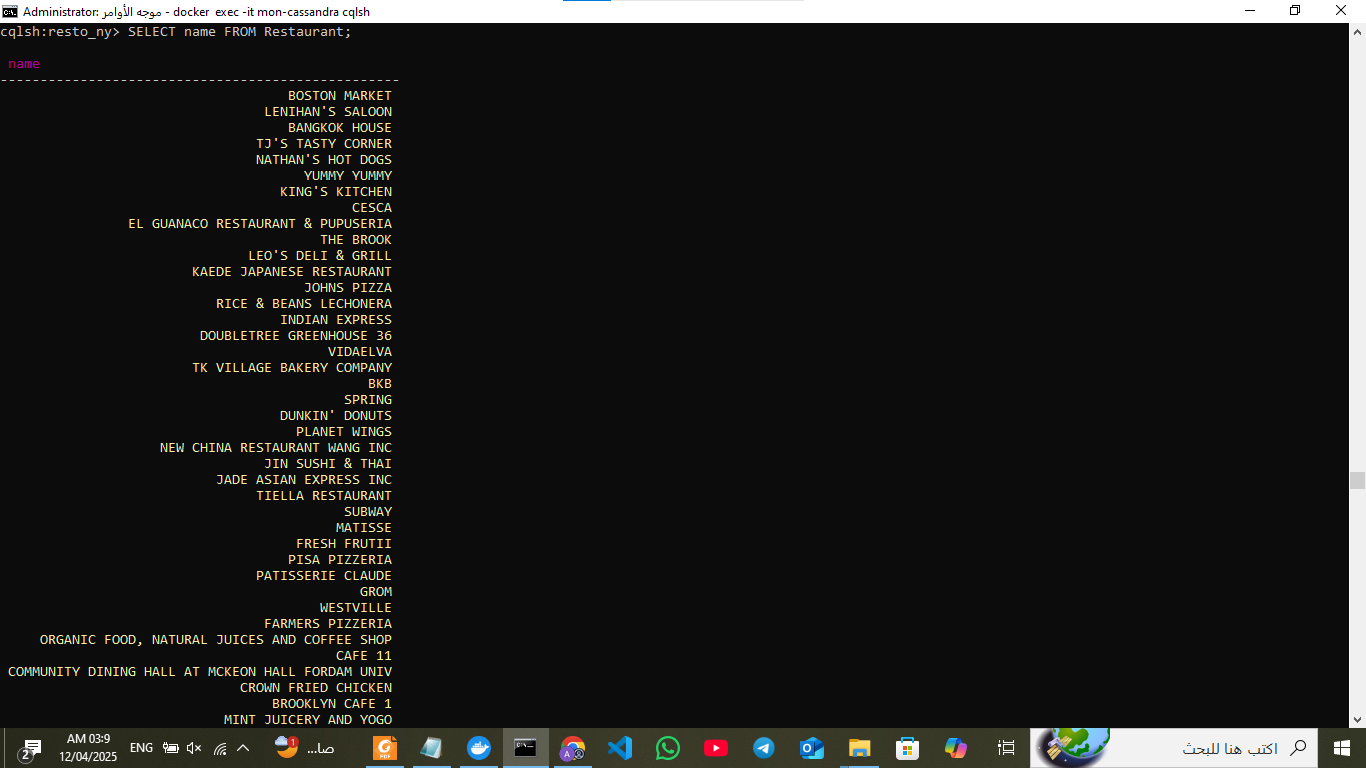 Administrator: موجه الأوامر - docker exec -it mon-cassandra cqlsh
cqlsh:resto_ny> SELECT name FROM Restaurant;
name
--------------------------------------------------
BOSTON MARKET
LENIHAN'S SALOON
BANGKOK HOUSE
TJ'S TASTY CORNER
NATHAN'S HOT DOGS
YUMMY YUMMY
KING'S KITCHEN
CESCA
EL GUANACO RESTAURANT & PUPUSERIA
THE BROOK
LEO'S DELI & GRILL
KAEDE JAPANESE RESTAURANT
JOHNS PIZZA
RICE & BEANS LECHONERA
INDIAN EXPRESS
DOUBLETREE GREENHOUSE 36
VIDAELVA
TK VILLAGE BAKERY COMPANY
BKB
SPRING
DUNKIN' DONUTS
PLANET WINGS
NEW CHINA RESTAURANT WANG INC
JIN SUSHI & THAI
JADE ASIAN EXPRESS INC
TIELLA RESTAURANT
SUBWAY
MATISSE
FRESH FRUTII
PISA PIZZERIA
PATISSERIE CLAUDE
GROM
WESTVILLE
FARMERS PIZZERIA
ORGANIC FOOD, NATURAL JUICES AND COFFEE SHOP
CAFE 11
COMMUNITY DINING HALL AT MCKEON HALL FORDAM UNIV
CROWN FRIED CHICKEN
BROOKLYN CAFE 1
MINT JUICERY AND YOGO
2
AM 03:9
12/04/2025
ENG
1
صا...
PDF
A
اكتب هنا للبحث